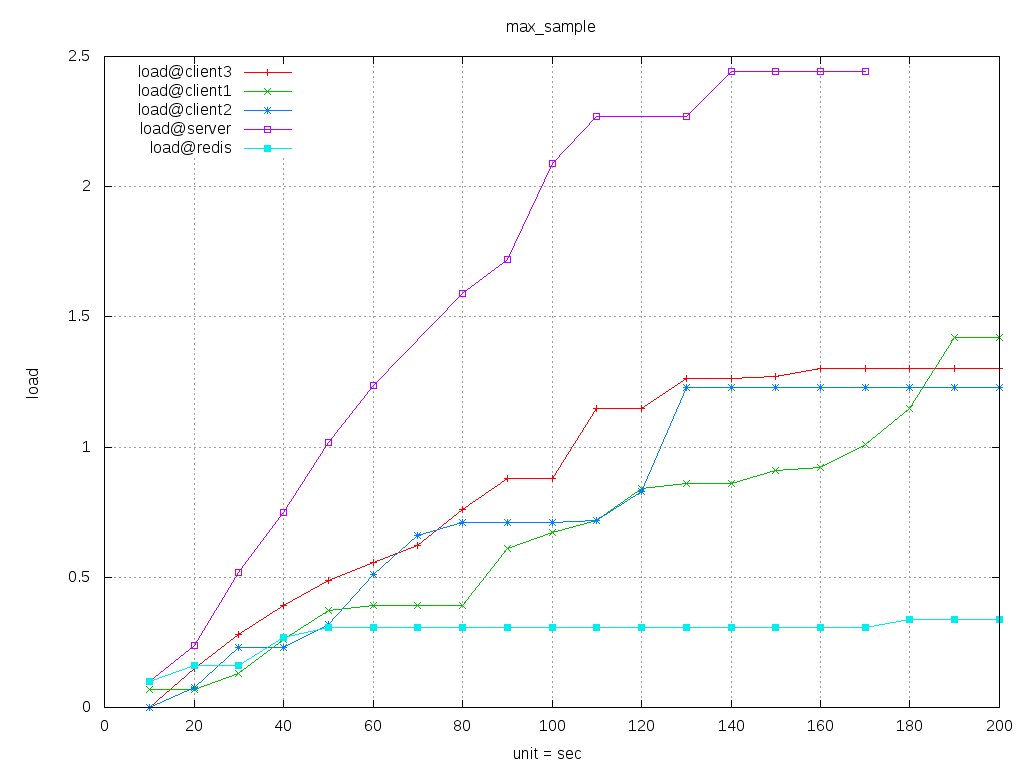 max_sample
2.5
2
1.5
1
0.5
0
load
load@client3
load@client1
load@client2
load@server
load@redis
0 20 40 60 80 100 120 140 160 180 200
unit = sec